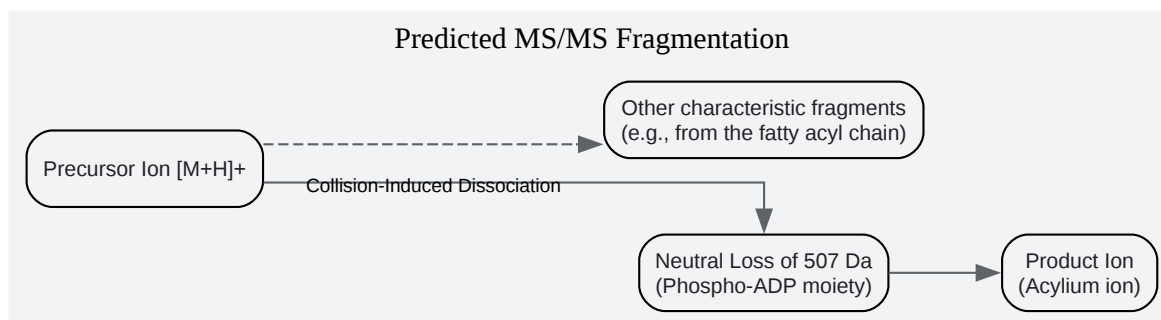 Predicted MS/MS Fragmentation
Other characteristic fragments
(e.g., from the fatty acyl chain)
Precursor Ion [M+H]+
Collision-Induced Dissociation
Neutral Loss of 507 Da
(Phospho-ADP moiety)
Product Ion
(Acylium ion)